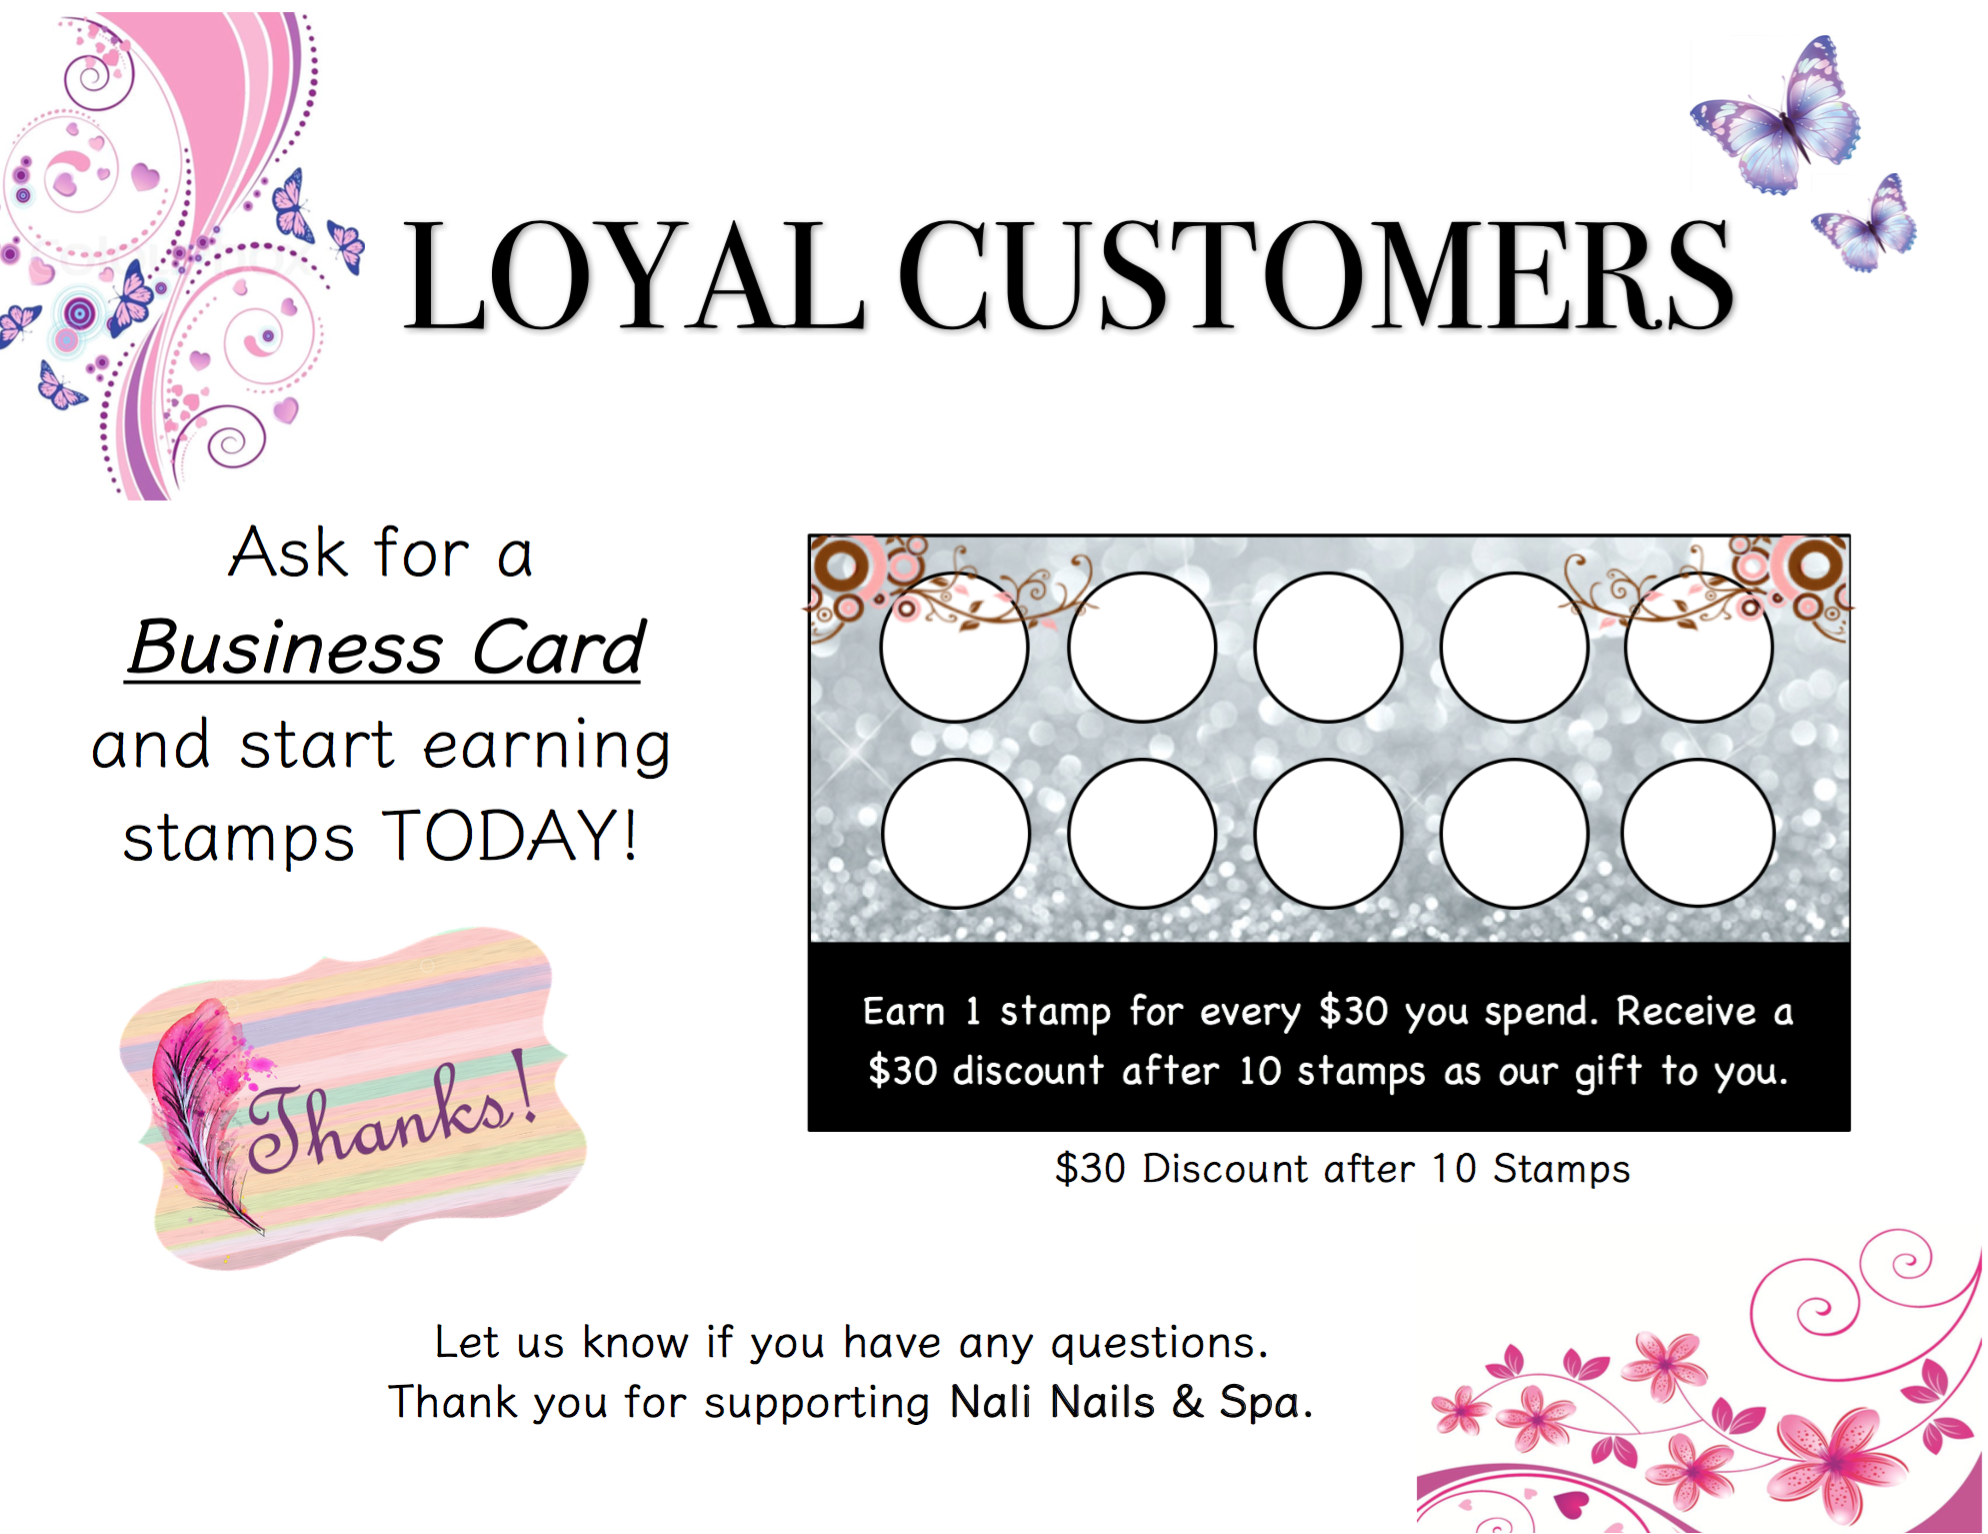 LOYAL CUSTOMERS
Ask for a
Business Card
and start earning
stamps TODAY!
Earn 1 stamp for every $30 you spend. Receive a
$30 discount after 10 stamps as our gift to you.
$30 Discount after 10 Stamps
Thanks!
Let us know if you have any questions.
Thank you for supporting Nali Nails & Spa.